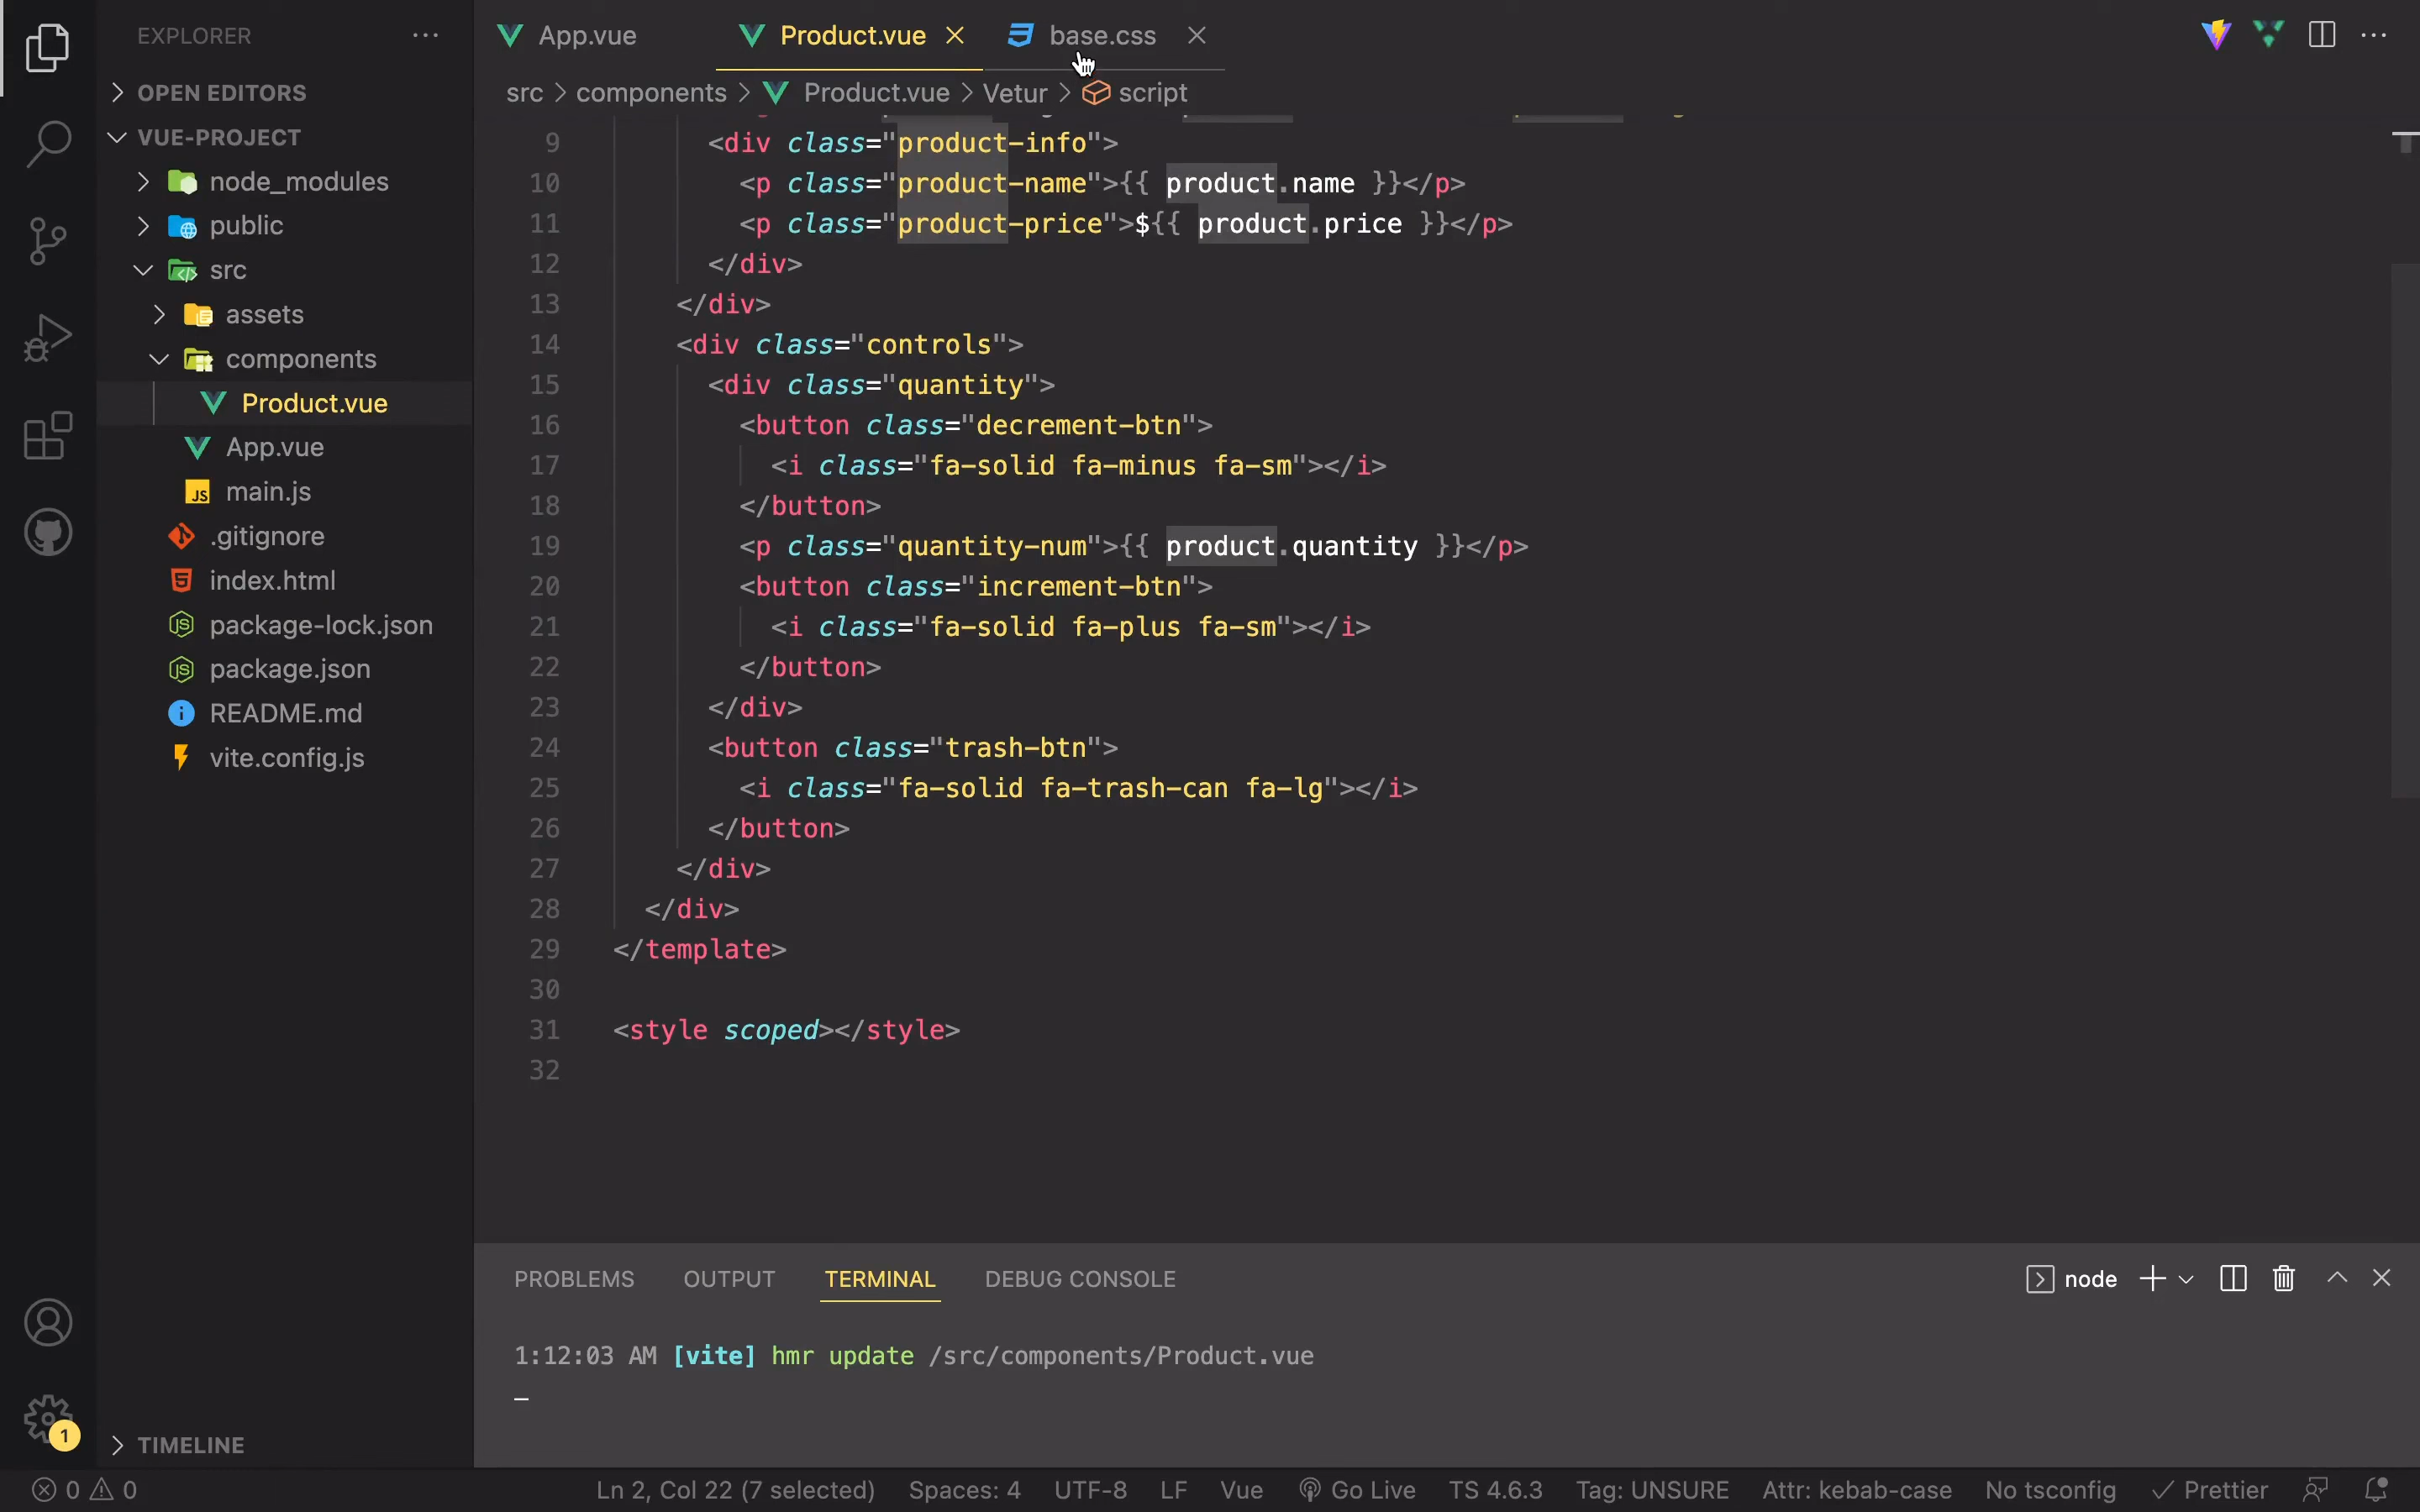 EXPLORER
OPEN EDITORS
VUE-PROJECT
node_modules
public
src
assets
components
Product.vue
App.vue
main.js
.gitignore
index.html
package-lock.json
package.json
README.md
vite.config.js
TIMELINE
1
App.vue Product.vue base.css
src > components > Product.vue > Vetur > script
9 <div class="product-info">
10 <p class="product-name">{{ product.name }}</p>
11 <p class="product-price">${{ product.price }}</p>
12 </div>
13 </div>
14 <div class="controls">
15 <div class="quantity">
16 <button class="decrement-btn">
17 <i class="fa-solid fa-minus fa-sm"></i>
18 </button>
19 <p class="quantity-num">{{ product.quantity }}</p>
20 <button class="increment-btn">
21 <i class="fa-solid fa-plus fa-sm"></i>
22 </button>
23 </div>
24 <button class="trash-btn">
25 <i class="fa-solid fa-trash-can fa-lg"></i>
26 </button>
27 </div>
28 </div>
29 </template>
30
31 <style scoped></style>
32
PROBLEMS OUTPUT TERMINAL DEBUG CONSOLE node
1:12:03 AM [vite] hmr update /src/components/Product.vue
0 0 Ln 2, Col 22 (7 selected) Spaces: 4 UTF-8 LF Vue Go Live TS 4.6.3 Tag: UNSURE Attr: kebab-case No tsconfig Prettier